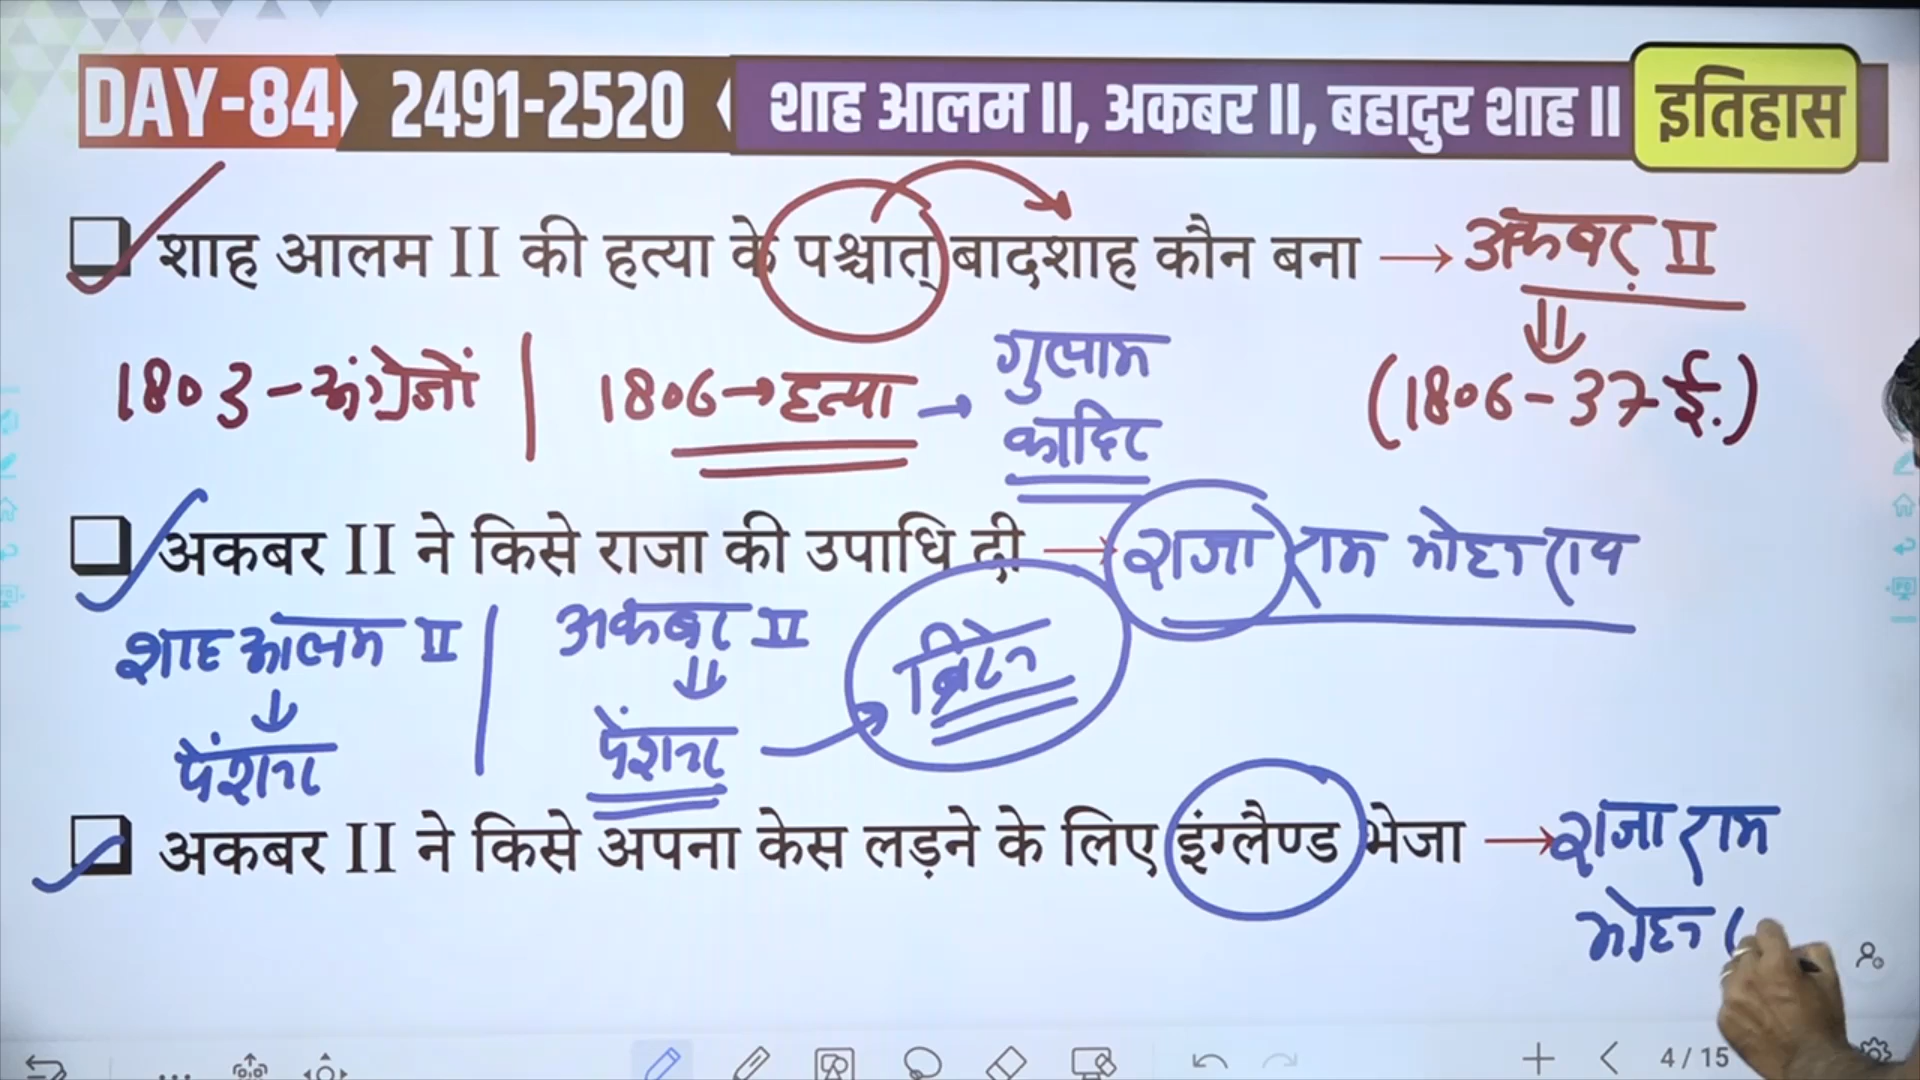 DAY-84 2491-2520 शाह आलम II, अकबर II, बहादुर शाह II इतिहास
शाह आलम II की हत्या के पश्चात् बादशाह कौन बना → अकबर II
1803 - अंग्रेजों | 1806 → हत्या → गुलाम कादिर (1806-37 ई.)
अकबर II ने किसे राजा की उपाधि दी → राजा राम मोहन राय
शाह आलम II | अकबर II ब्रिटेन
पेंशन पेंशन
अकबर II ने किसे अपना केस लड़ने के लिए इंग्लैण्ड भेजा → राजा राम
मोहन
4 / 15